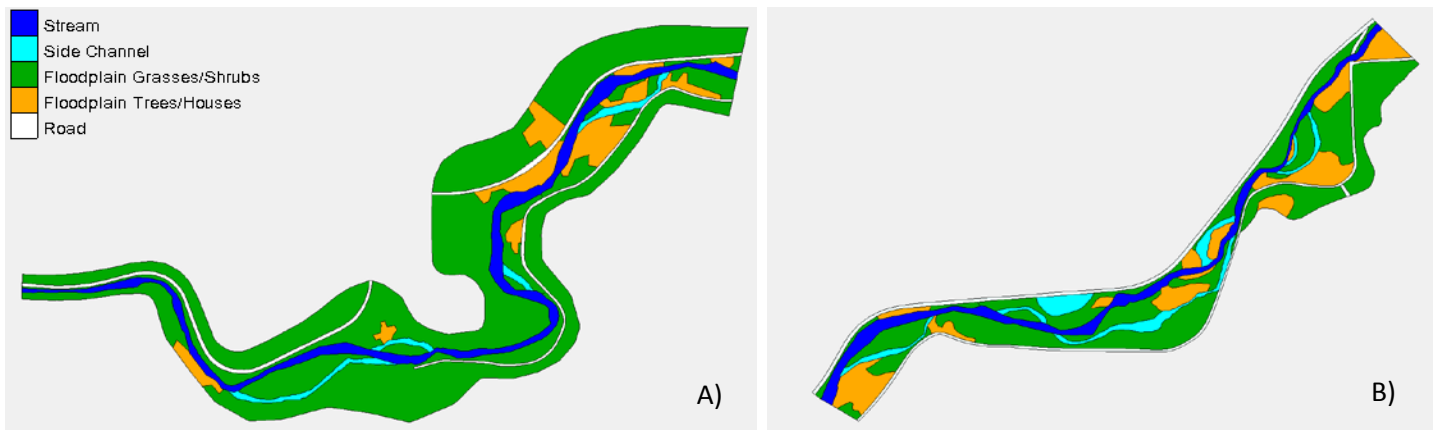 Stream
Side Channel
Floodplain Grasses/Shrubs
Floodplain Trees/Houses
Road
A)
B)